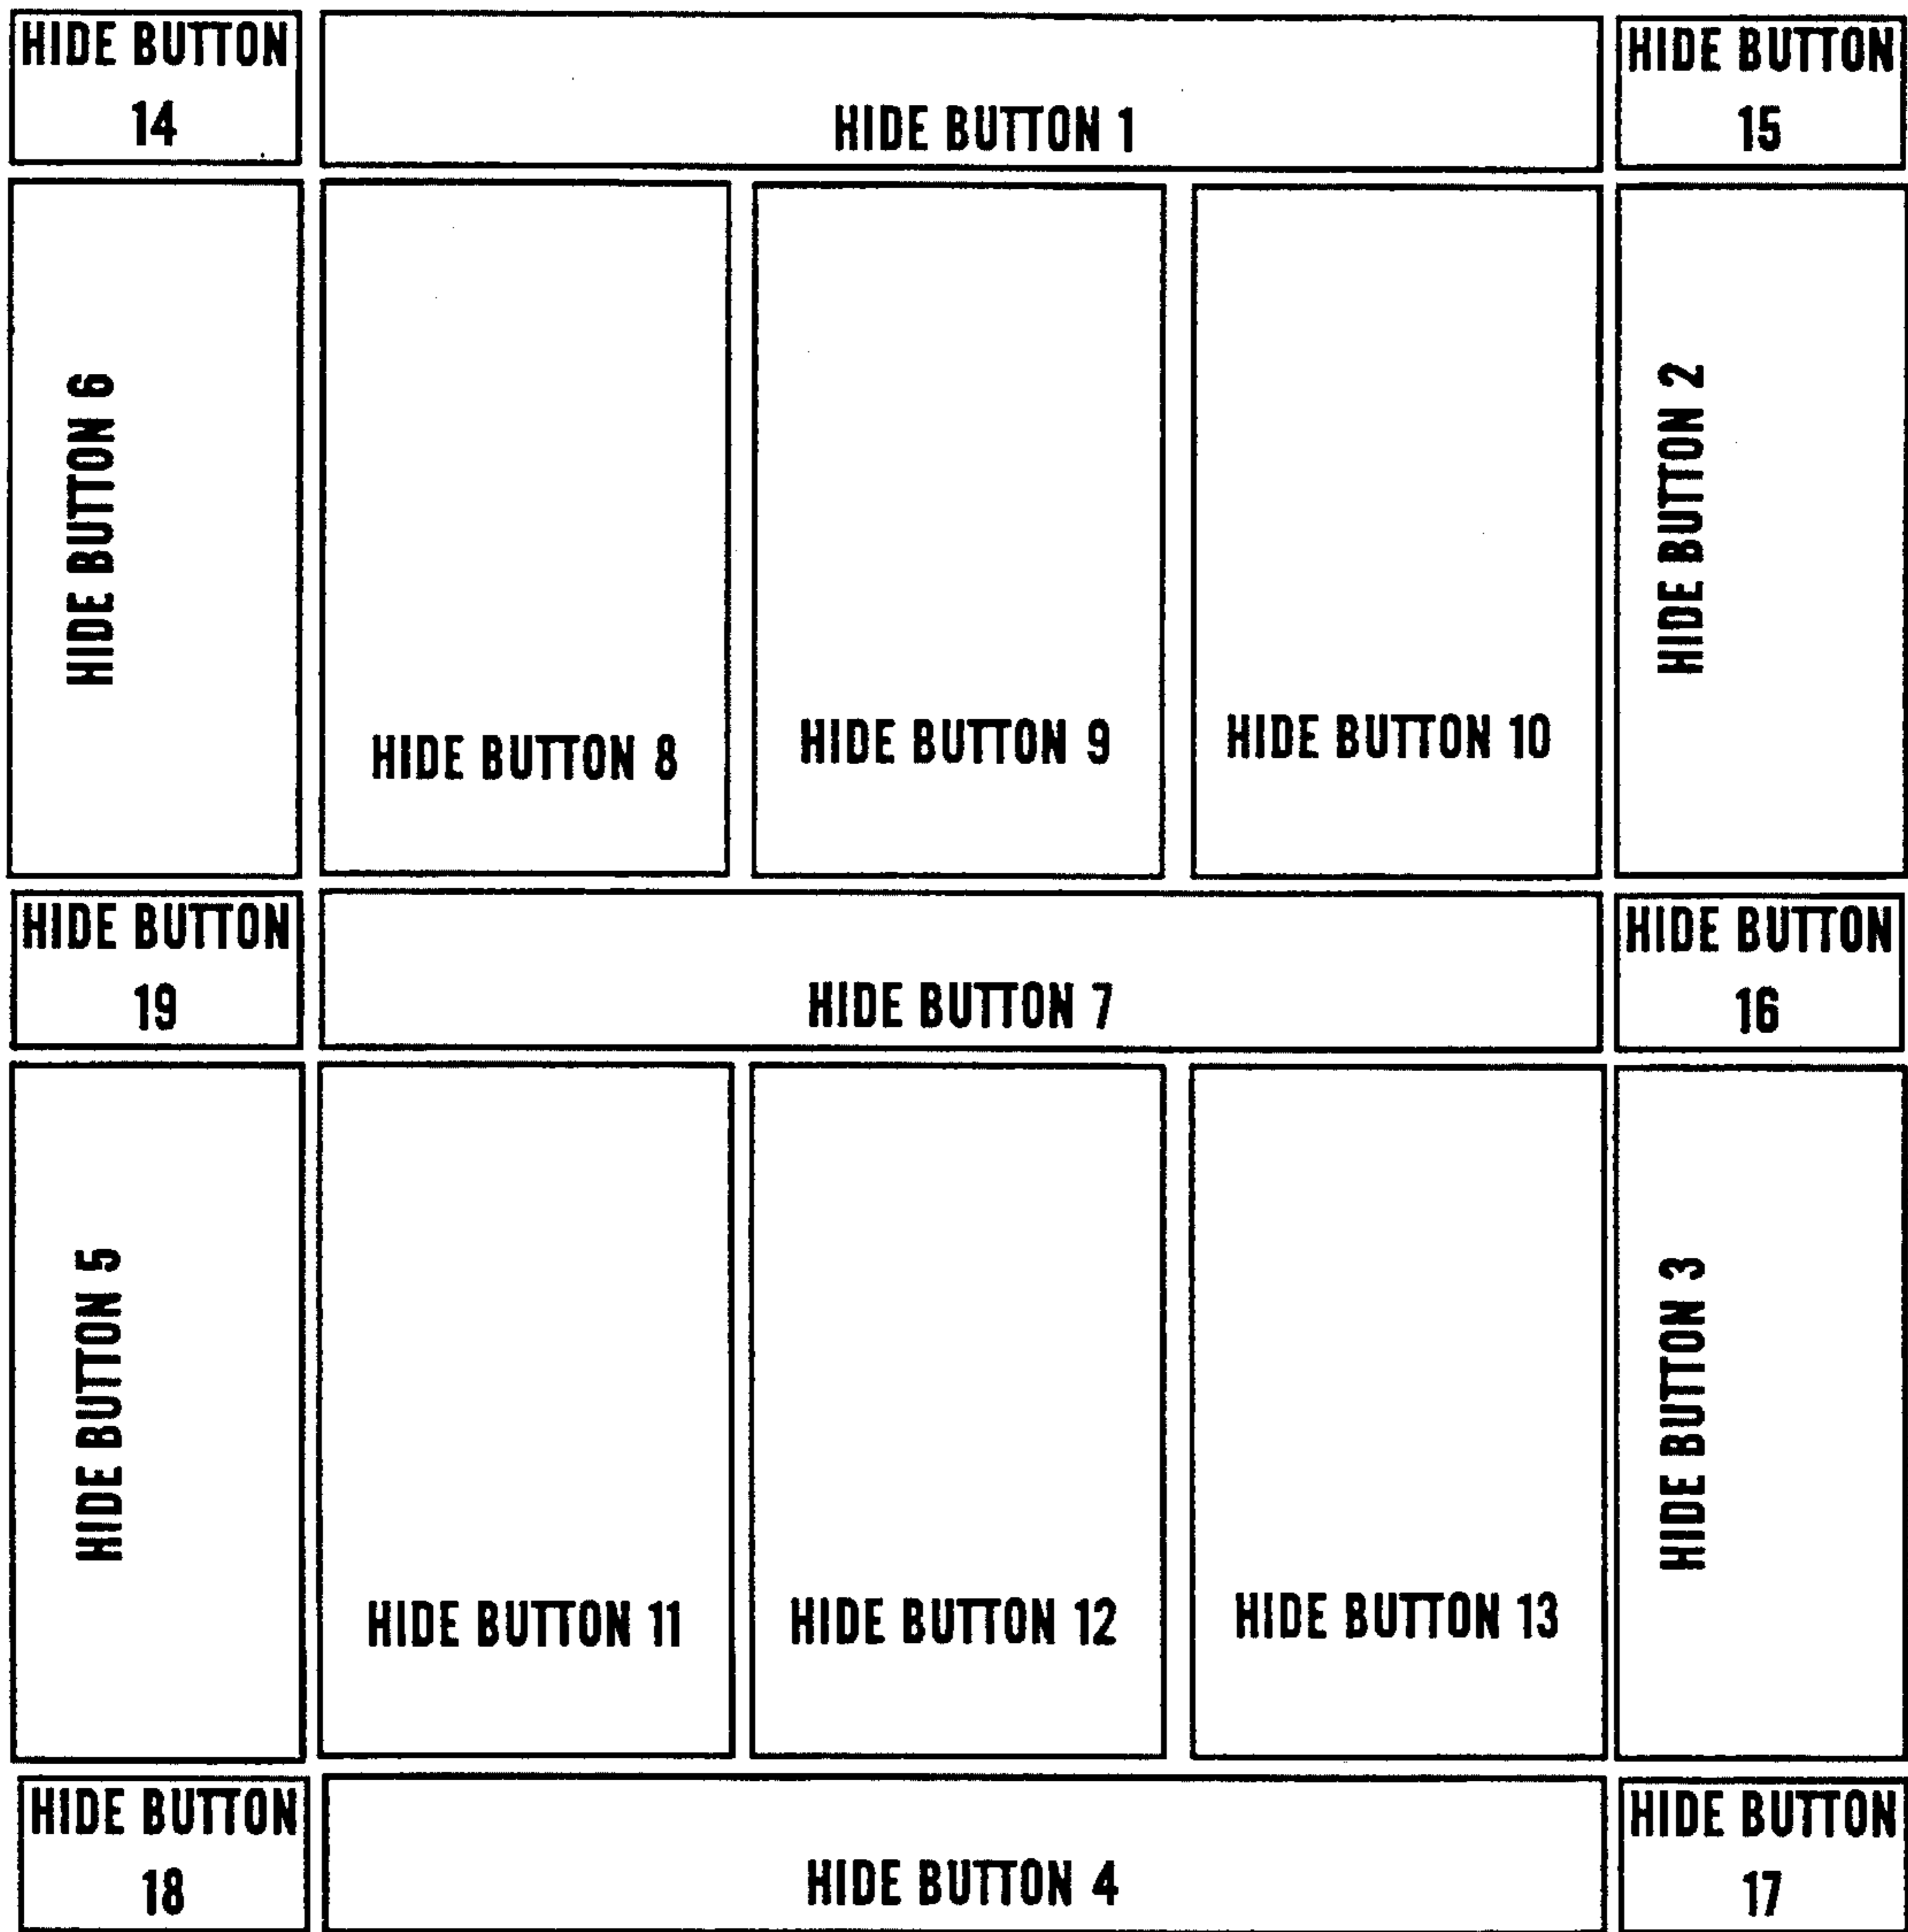 HIDE BUTTON
14
HIDE BUTTON 1
HIDE BUTTON
15
HIDE BUTTON 6
HIDE BUTTON 8
HIDE BUTTON 9
HIDE BUTTON 10
HIDE BUTTON 2
HIDE BUTTON
19
HIDE BUTTON 7
HIDE BUTTON
16
HIDE BUTTON 5
HIDE BUTTON 11
HIDE BUTTON 12
HIDE BUTTON 13
HIDE BUTTON 3
HIDE BUTTON
18
HIDE BUTTON 4
HIDE BUTTON
17